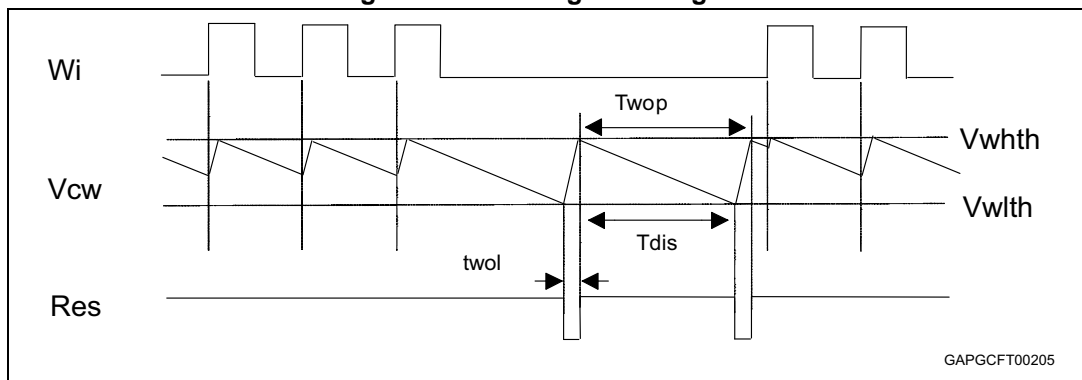 Wi
Twop
Vwhth
Vcw
Vwlth
Tdis
twol
Res
GAPGCFT00205